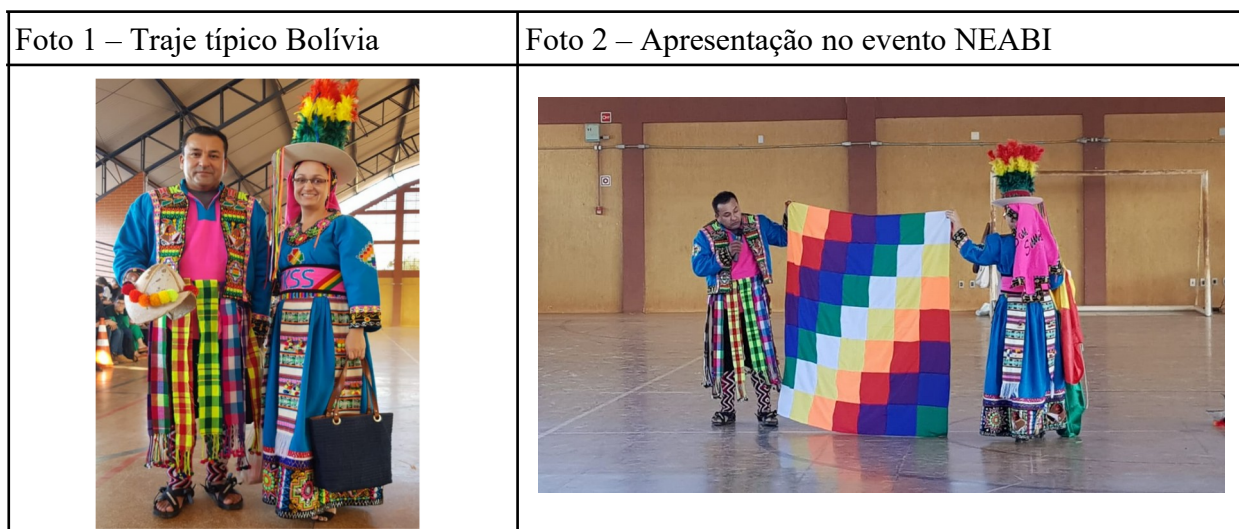 Foto 1 – Traje típico Bolívia
Foto 2 – Apresentação no evento NEABI